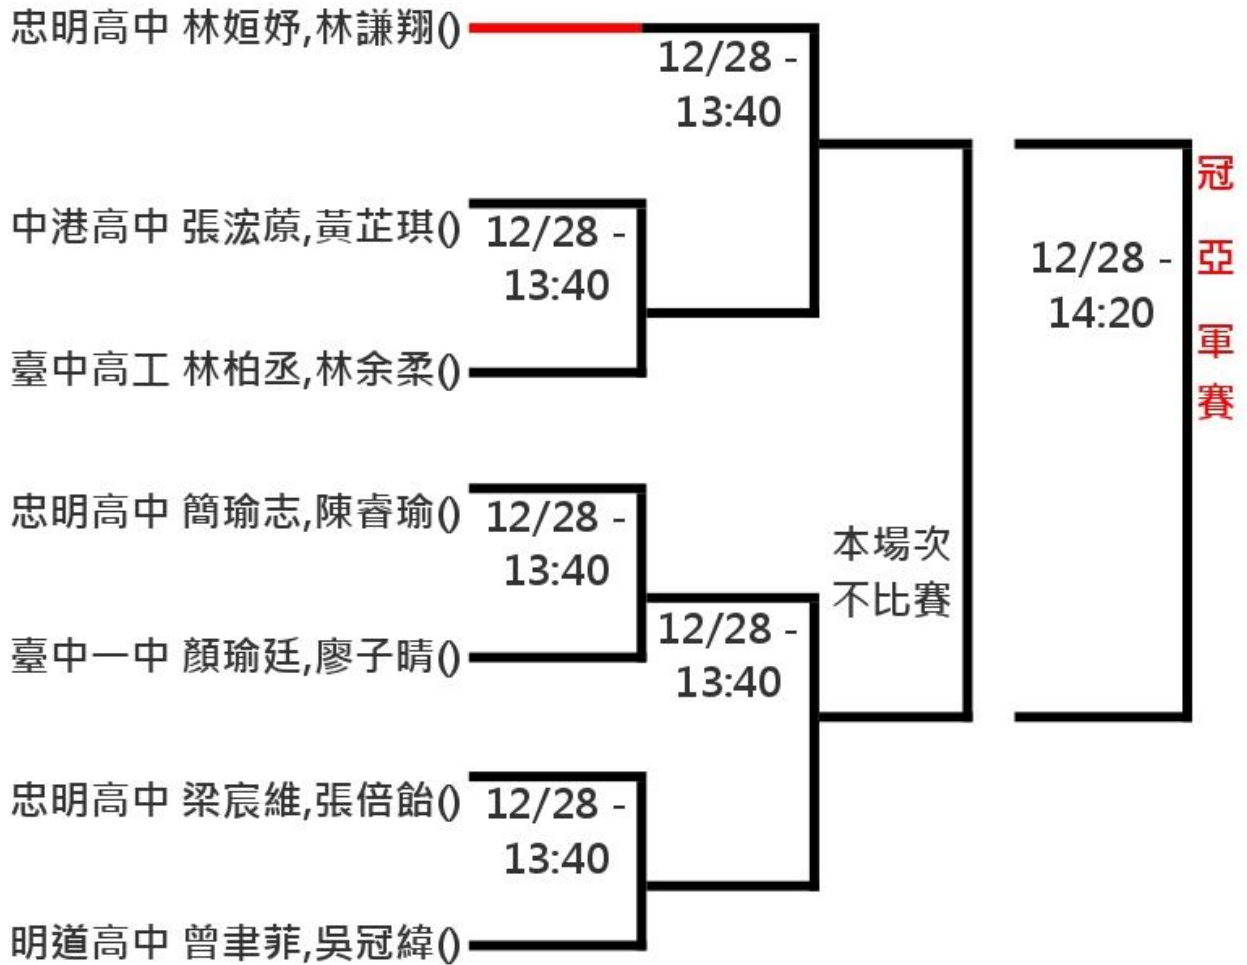 忠明高中 林姮妤,林謙翔()
12/28 -
13:40
中港高中 張浤蒝,黃芷琪()
12/28 -
13:40
臺中高工 林柏丞,林余柔()
忠明高中 簡瑜志,陳睿瑜()
12/28 -
13:40
臺中一中 顏瑜廷,廖子晴()
12/28 -
13:40
忠明高中 梁宸維,張倍飴()
12/28 -
13:40
明道高中 曾聿菲,吳冠緯()
本場次
不比賽
12/28 -
14:20
冠
亞
軍
賽